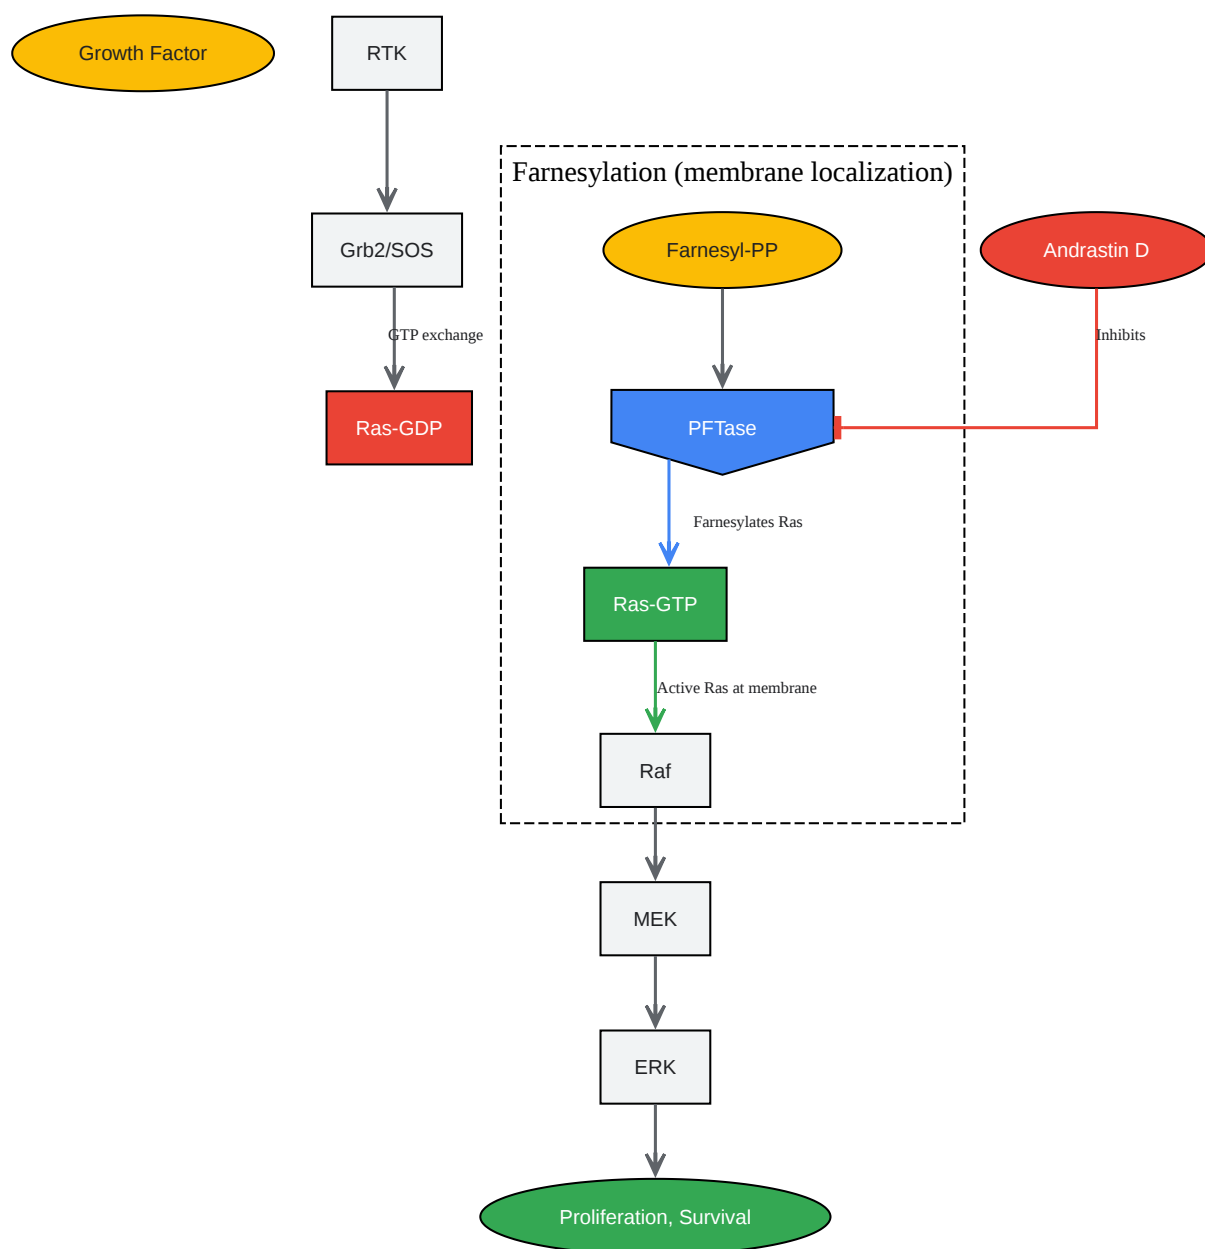 Growth Factor
RTK
Farnesylation (membrane localization)
Grb2/SOS
Farnesyl-PP
Andrastin D
GTP exchange
Inhibits
Ras-GDP
PFTase
Farnesylates Ras
Ras-GTP
Active Ras at membrane
Raf
MEK
ERK
Proliferation, Survival